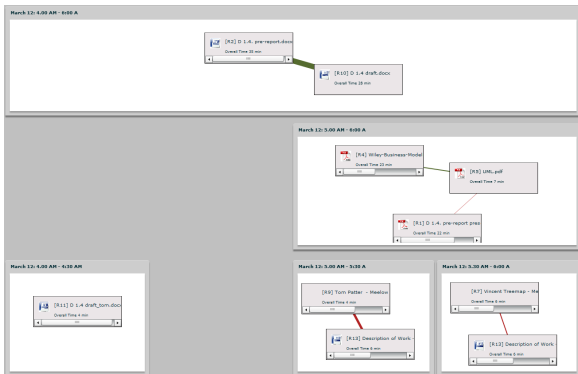 March 12: 4.00 AM - 6:00 A
[R2] D 1.4. pre-report.docx
Overall Time 30 min
[R10] D 1.4 draft.docx
Overall Time 28 min
March 12: 5.00 AM - 6:00 A
[R4] Wiley-Business-Model
Overall Time 23 min
[R5] UML.pdf
Overall Time 7 min
[R1] D 1.4. pre-report pres
Overall Time 22 min
March 12: 4.00 AM - 4:30 AM
[R11] D 1.4 draft_tom.docx
Overall Time 4 min
March 12: 5.00 AM - 5:30 A
[R9] Tom Patter - Meelow
Overall Time 4 min
[R13] Description of Work
Overall Time 6 min
March 12: 5.30 AM - 6:00 A
[R7] Vincent Treemap - Me
Overall Time 6 min
[R13] Description of Work
Overall Time 6 min